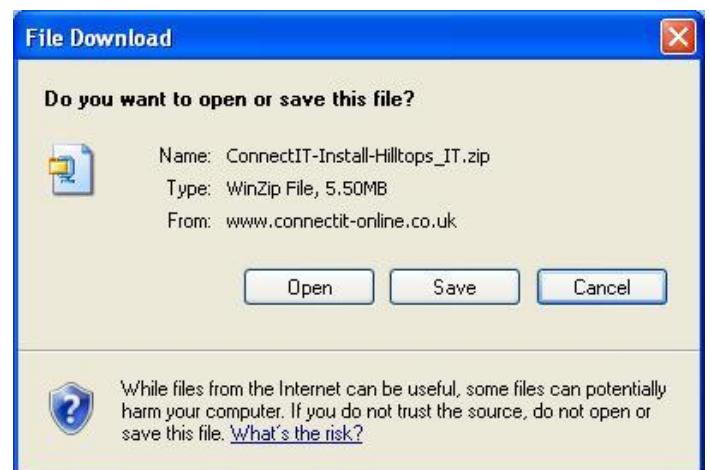 File Download
Do you want to open or save this file?
Name: ConnectIT-Install-Hilltops_IT.zip
Type: WinZip File, 5.50MB
From: www.connectit-online.co.uk
Open Save Cancel
While files from the Internet can be useful, some files can potentially
harm your computer. If you do not trust the source, do not open or
save this file. What's the risk?